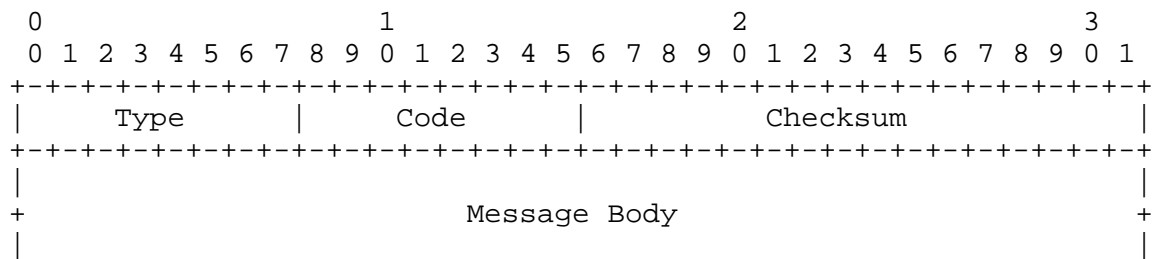 0                   1                   2                   3
 0 1 2 3 4 5 6 7 8 9 0 1 2 3 4 5 6 7 8 9 0 1 2 3 4 5 6 7 8 9 0 1
+-+-+-+-+-+-+-+-+-+-+-+-+-+-+-+-+-+-+-+-+-+-+-+-+-+-+-+-+-+-+-+-+
|     Type      |     Code      |          Checksum             |
+-+-+-+-+-+-+-+-+-+-+-+-+-+-+-+-+-+-+-+-+-+-+-+-+-+-+-+-+-+-+-+-+
|                                                               |
+                         Message Body                          +
|                                                               |